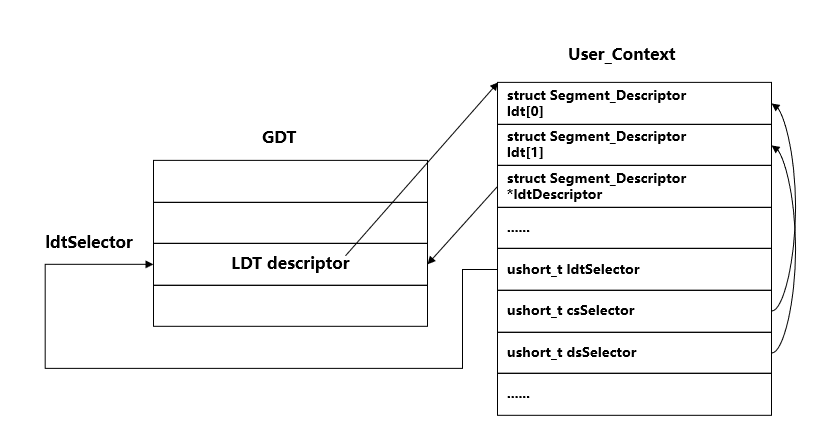 User_Context
struct Segment_Descriptor
ldt[0]
GDT
struct Segment_Descriptor
ldt[1]
struct Segment_Descriptor
*ldtDescriptor
......
ldtSelector
LDT descriptor
ushort_t ldtSelector
ushort_t csSelector
ushort_t dsSelector
......